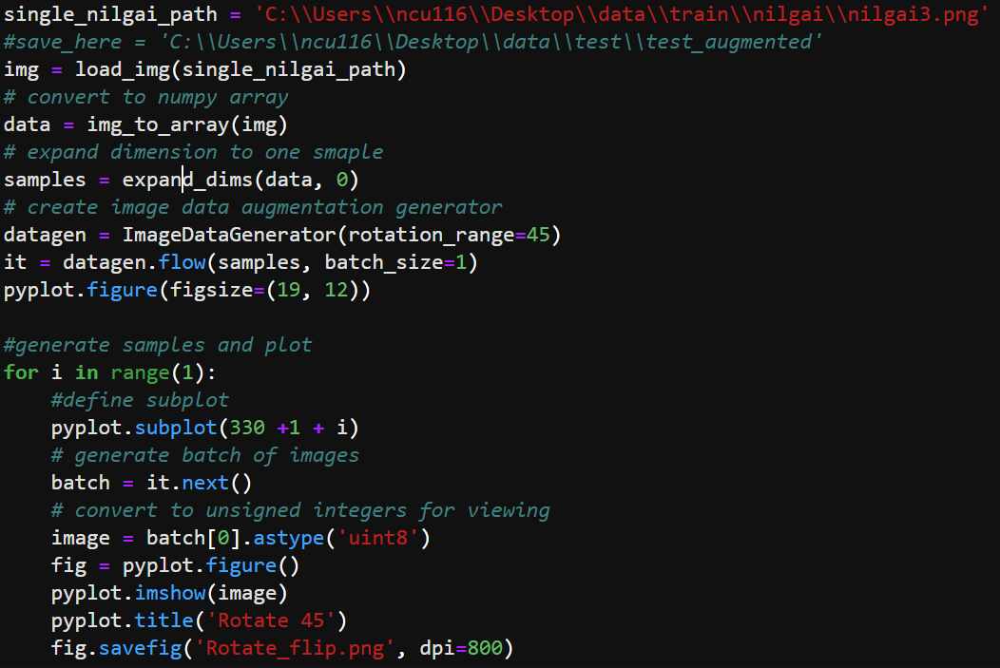 single_nilgai_path = 'C:\\Users\\ncu116\\Desktop\\data\\train\\nilgai\\nilgai3.png'
#save_here = 'C:\\Users\\ncu116\\Desktop\\data\\test\\test_augmented'
img = load_img(single_nilgai_path)
# convert to numpy array
data = img_to_array(img)
# expand dimension to one smaple
samples = expand_dims(data, 0)
# create image data augmentation generator
datagen = ImageDataGenerator(rotation_range=45)
it = datagen.flow(samples, batch_size=1)
pyplot.figure(figsize=(19, 12))

#generate samples and plot
for i in range(1):
    #define subplot
    pyplot.subplot(330 +1 + i)
    # generate batch of images
    batch = it.next()
    # convert to unsigned integers for viewing
    image = batch[0].astype('uint8')
    fig = pyplot.figure()
    pyplot.imshow(image)
    pyplot.title('Rotate 45')
    fig.savefig('Rotate_flip.png', dpi=800)